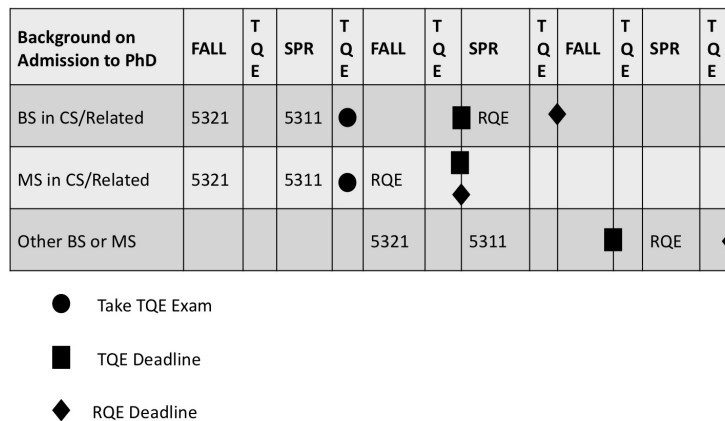 Background on
Admission to PhD
FALL
T
Q
E
SPR
T
Q
E
FALL
T
Q
E
SPR
T
Q
E
FALL
T
Q
E
SPR
T
Q
E
BS in CS/Related
5321
5311
RQE
MS in CS/Related
5321
5311
RQE
Other BS or MS
5321
5311
RQE
Take TQE Exam
TQE Deadline
RQE Deadline